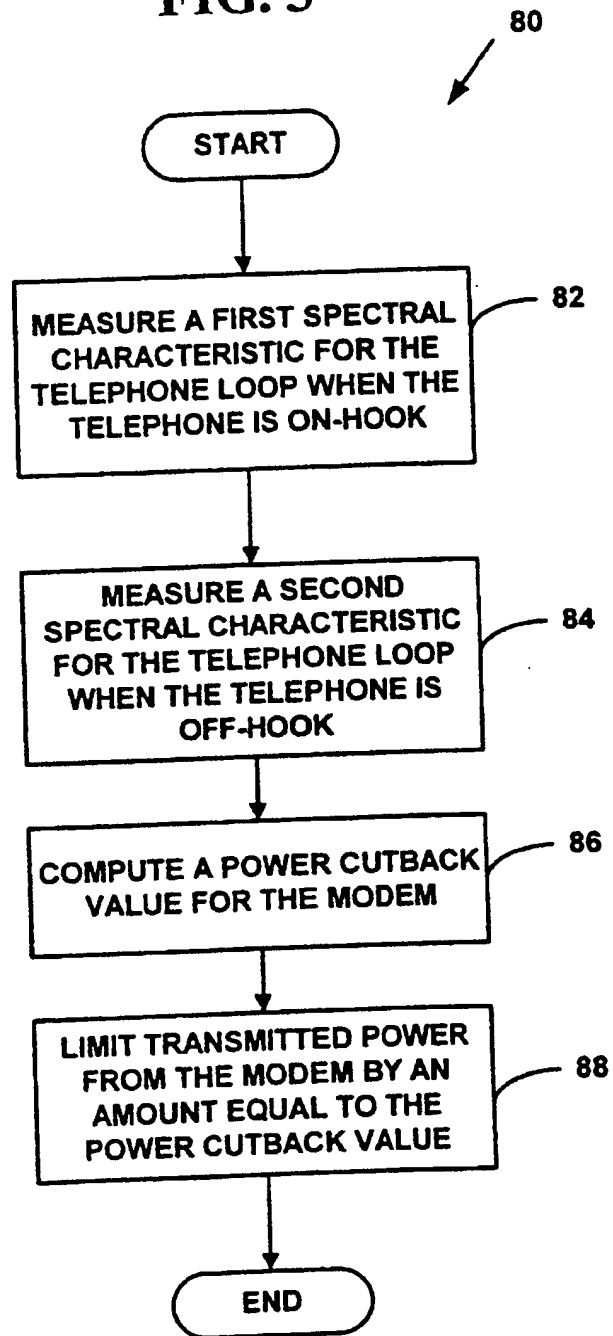 FIG. 5
80
START
MEASURE A FIRST SPECTRAL
CHARACTERISTIC FOR THE
TELEPHONE LOOP WHEN THE
TELEPHONE IS ON-HOOK
82
MEASURE A SECOND
SPECTRAL CHARACTERISTIC
FOR THE TELEPHONE LOOP
WHEN THE TELEPHONE IS
OFF-HOOK
84
COMPUTE A POWER CUTBACK
VALUE FOR THE MODEM
86
LIMIT TRANSMITTED POWER
FROM THE MODEM BY AN
AMOUNT EQUAL TO THE
POWER CUTBACK VALUE
88
END